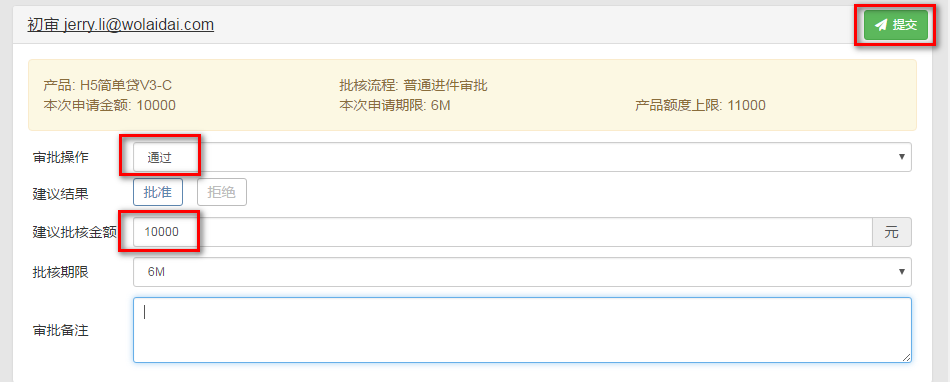 初审 jerry.li@wolaidai.com
提交
产品: H5简单贷V3-C 批核流程: 普通进件审批
本次申请金额: 10000 本次申请期限: 6M 产品额度上限: 11000
审批操作 通过
建议结果 批准 拒绝
建议批核金额 10000 元
批核期限 6M
审批备注